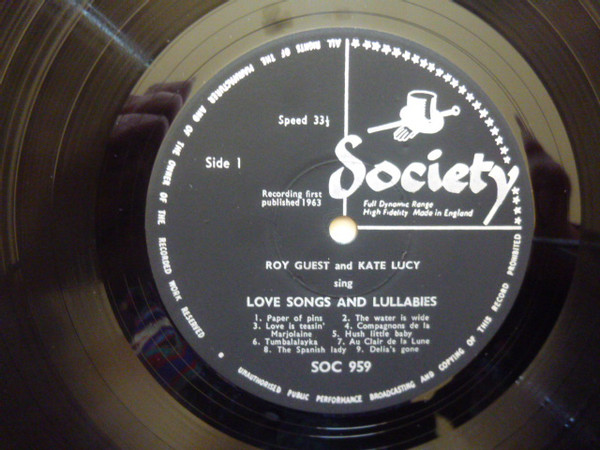 ALL RIGHTS OF THE MANUFACTURER AND OF THE OWNER OF THE RECORDED WORK RESERVED
Speed 33⅓
Side 1
Society
Recording first
published 1963
Full Dynamic Range
High Fidelity Made in England
ROY GUEST and KATE LUCY
sing
LOVE SONGS AND LULLABIES
1. Paper of pins 2. The water is wide
3. Love is teasin' 4. Compagnons de la
Marjolaine 5. Hush little baby
6. Tumbalalayka 7. Au Clair de la Lune
8. The Spanish lady 9. Delia's gone
SOC 959
UNAUTHORISED PUBLIC PERFORMANCE BROADCASTING AND COPYING OF THIS RECORD PROHIBITED